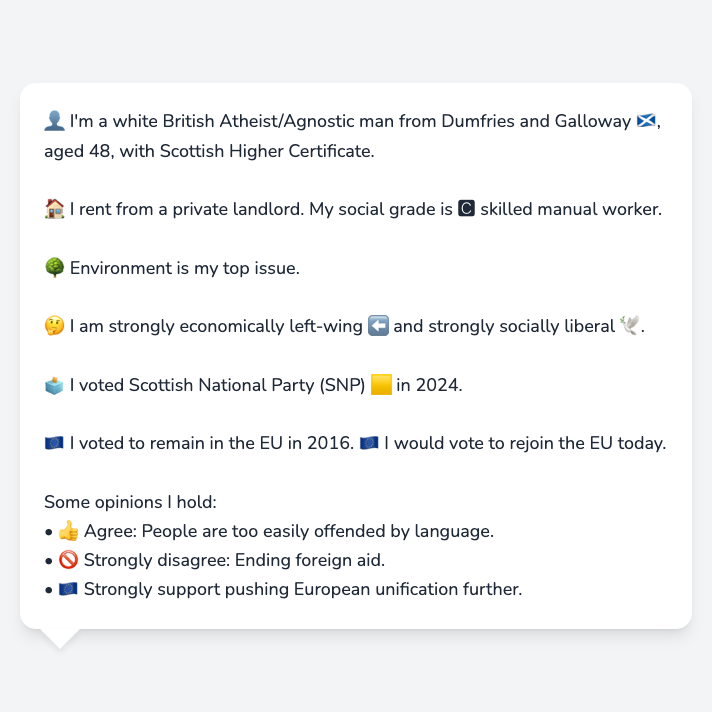 👤 I'm a white British Atheist/Agnostic man from Dumfries and Galloway 🏴󠁧󠁢󠁳󠁣󠁴󠁿,
aged 48, with Scottish Higher Certificate.
🏠 I rent from a private landlord. My social grade is 🅲 skilled manual worker.
🌳 Environment is my top issue.
🤔 I am strongly economically left-wing ⬅️ and strongly socially liberal 🕊️.
🗳️ I voted Scottish National Party (SNP) 🟨 in 2024.
🇪🇺 I voted to remain in the EU in 2016. 🇪🇺 I would vote to rejoin the EU today.
Some opinions I hold:
• 👍 Agree: People are too easily offended by language.
• 🚫 Strongly disagree: Ending foreign aid.
• 🇪🇺 Strongly support pushing European unification further.